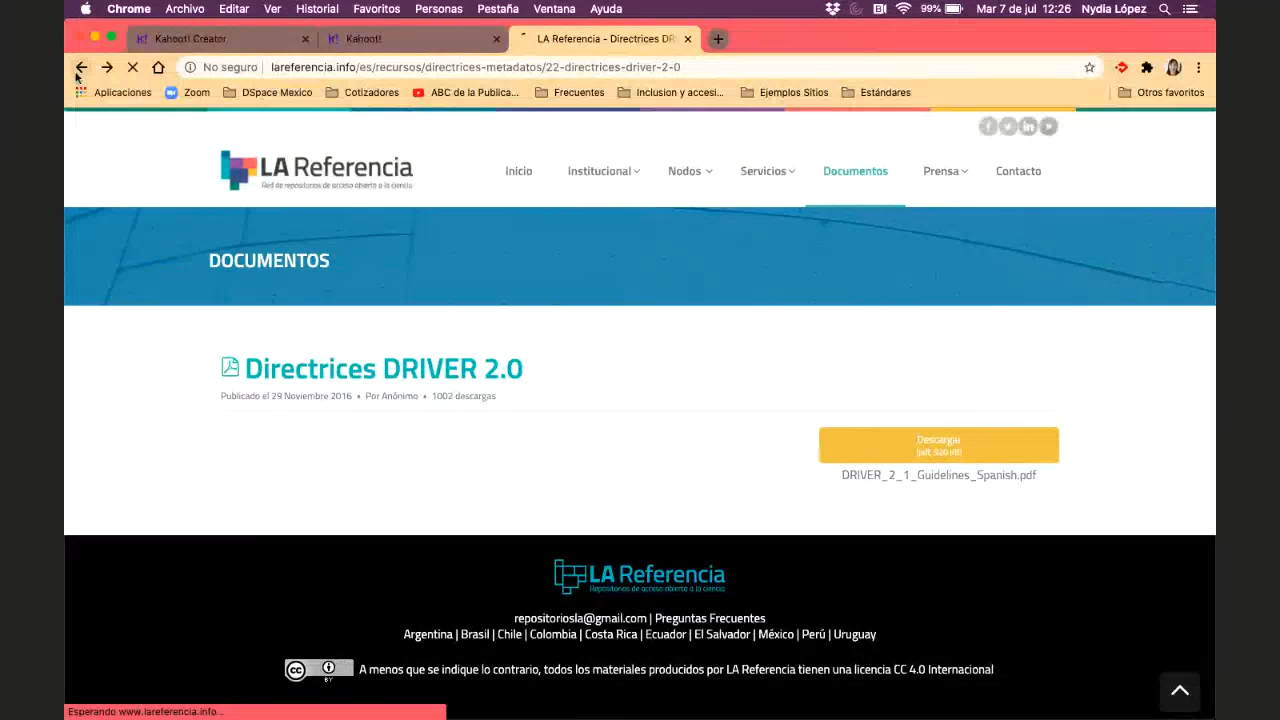 Chrome Archivo Editar Ver Historial Favoritos Personas Pestaña Ventana Ayuda 99% Mar 7 de jul 12:26 Nydia López
Kahoot! Creator Kahoot! LA Referencia - Directrices DR
No seguro lareferencia.info/es/recursos/directrices-metadatos/22-directrices-driver-2-0
Aplicaciones Zoom DSpace Mexico Cotizadores ABC de la Publica... Frecuentes Inclusion y accesi... Ejemplos Sitios Estándares Otros favoritos
LA Referencia
Red de repositorios de acceso abierto a la ciencia
Inicio Institucional Nodos Servicios Documentos Prensa Contacto
DOCUMENTOS
Directrices DRIVER 2.0
Publicado el 29 Noviembre 2016 • Por Anónimo • 1002 descargas
Descargar
DRIVER_2_1_Guidelines_Spanish.pdf
LA Referencia
Repositorios de acceso abierto a la ciencia
repositoriosla@gmail.com | Preguntas Frecuentes
Argentina | Brasil | Chile | Colombia | Costa Rica | Ecuador | El Salvador | México | Perú | Uruguay
cc BY A menos que se indique lo contrario, todos los materiales producidos por LA Referencia tienen una licencia CC 4.0 Internacional
Esperando www.lareferencia.info...